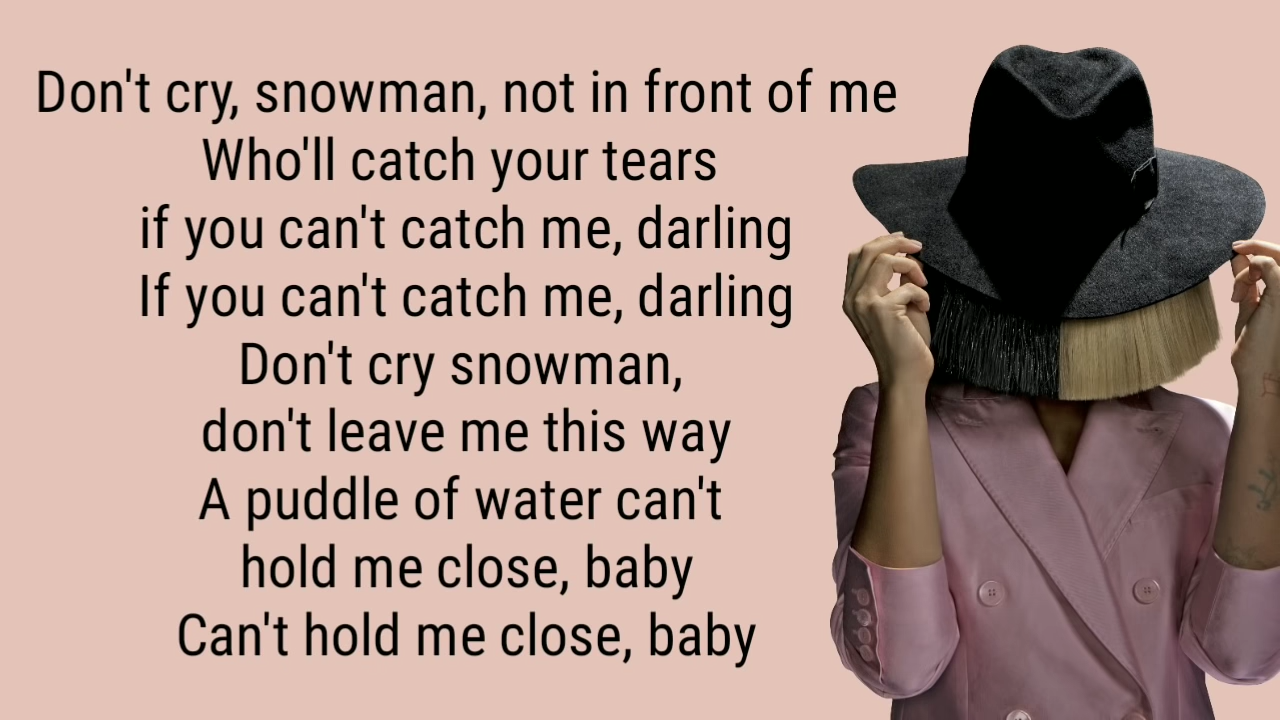 Don't cry, snowman, not in front of me
Who'll catch your tears
if you can't catch me, darling
If you can't catch me, darling
Don't cry snowman,
don't leave me this way
A puddle of water can't
hold me close, baby
Can't hold me close, baby